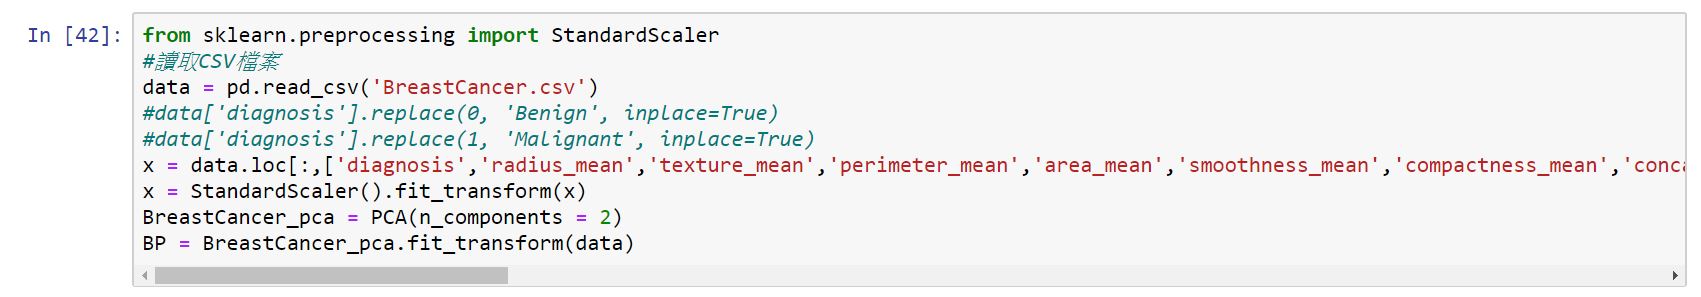 In [42]: from sklearn.preprocessing import StandardScaler
#讀取CSV檔案
data = pd.read_csv('BreastCancer.csv')
#data['diagnosis'].replace(0, 'Benign', inplace=True)
#data['diagnosis'].replace(1, 'Malignant', inplace=True)
x = data.loc[:,['diagnosis','radius_mean','texture_mean','perimeter_mean','area_mean','smoothness_mean','compactness_mean','conca
x = StandardScaler().fit_transform(x)
BreastCancer_pca = PCA(n_components = 2)
BP = BreastCancer_pca.fit_transform(data)